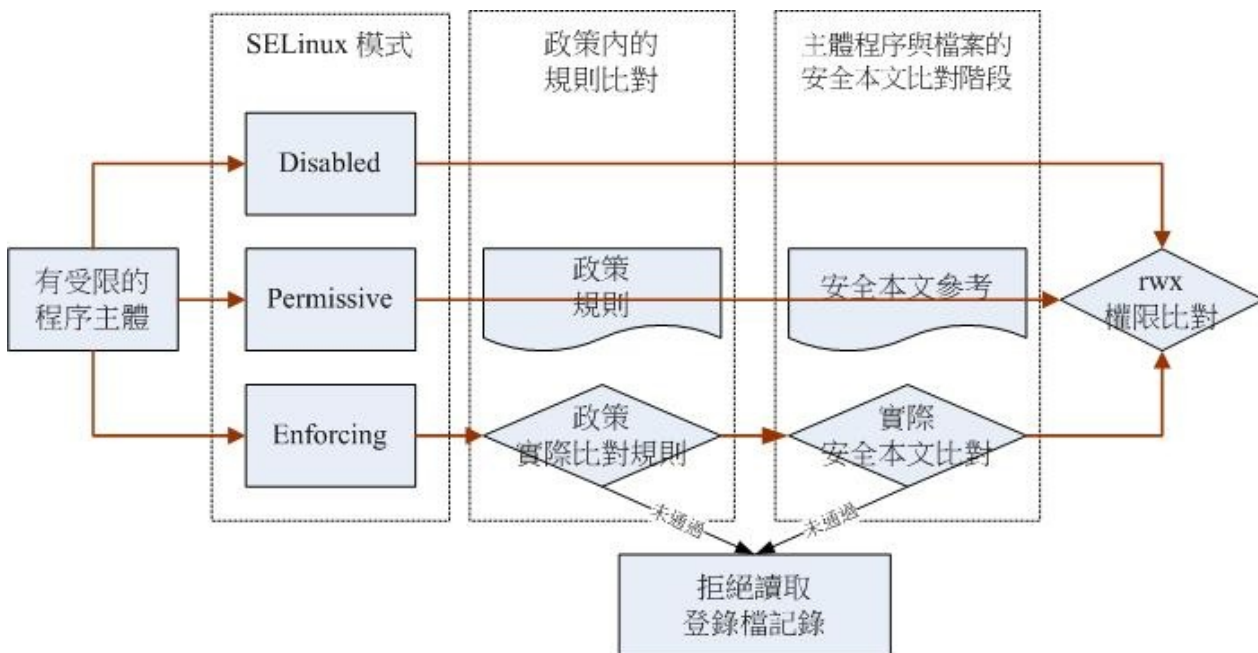 SELinux 模式
政策內的
規則比對
主體程序與檔案的
安全本文比對階段
Disabled
有受限的
程序主體
Permissive
政策
規則
安全本文參考
rwx
權限比對
Enforcing
政策
實際比對規則
實際
安全本文比對
未通過
未通過
拒絕讀取
登錄檔記錄